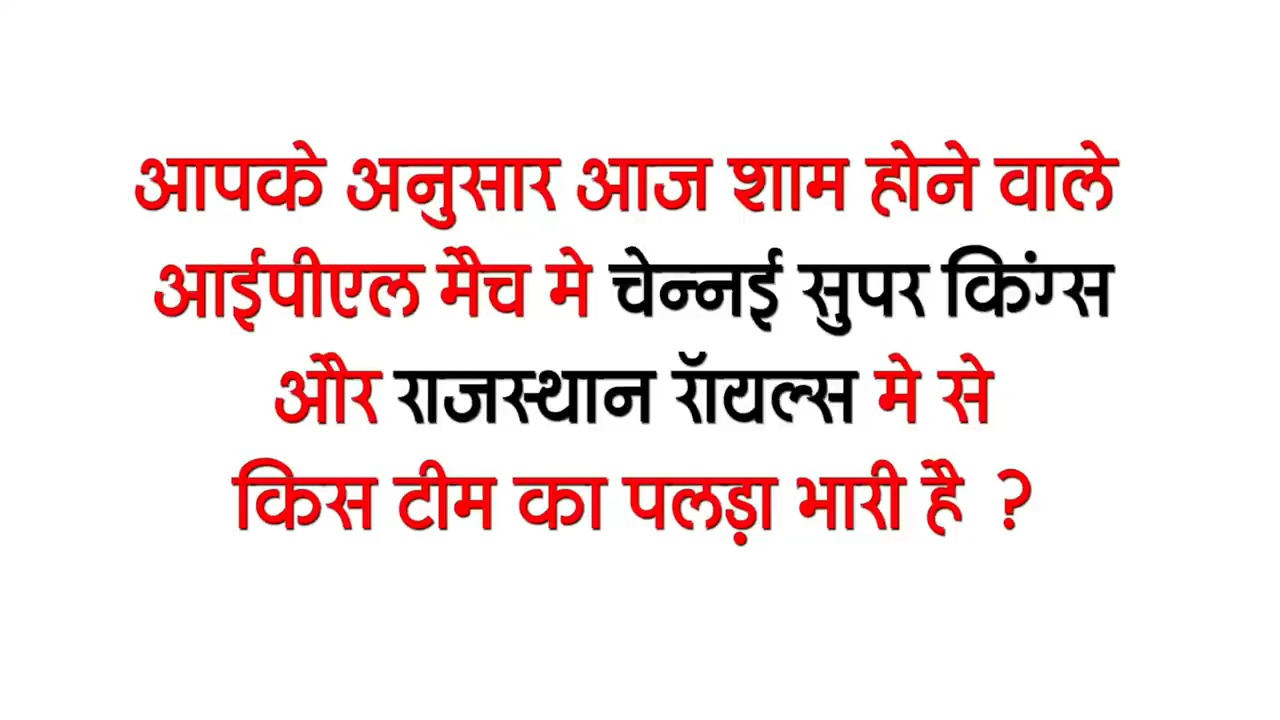 आपके अनुसार आज शाम होने वाले
आईपीएल मैच मे चेन्नई सुपर किंग्स
और राजस्थान रॉयल्स मे से
किस टीम का पलड़ा भारी है ?